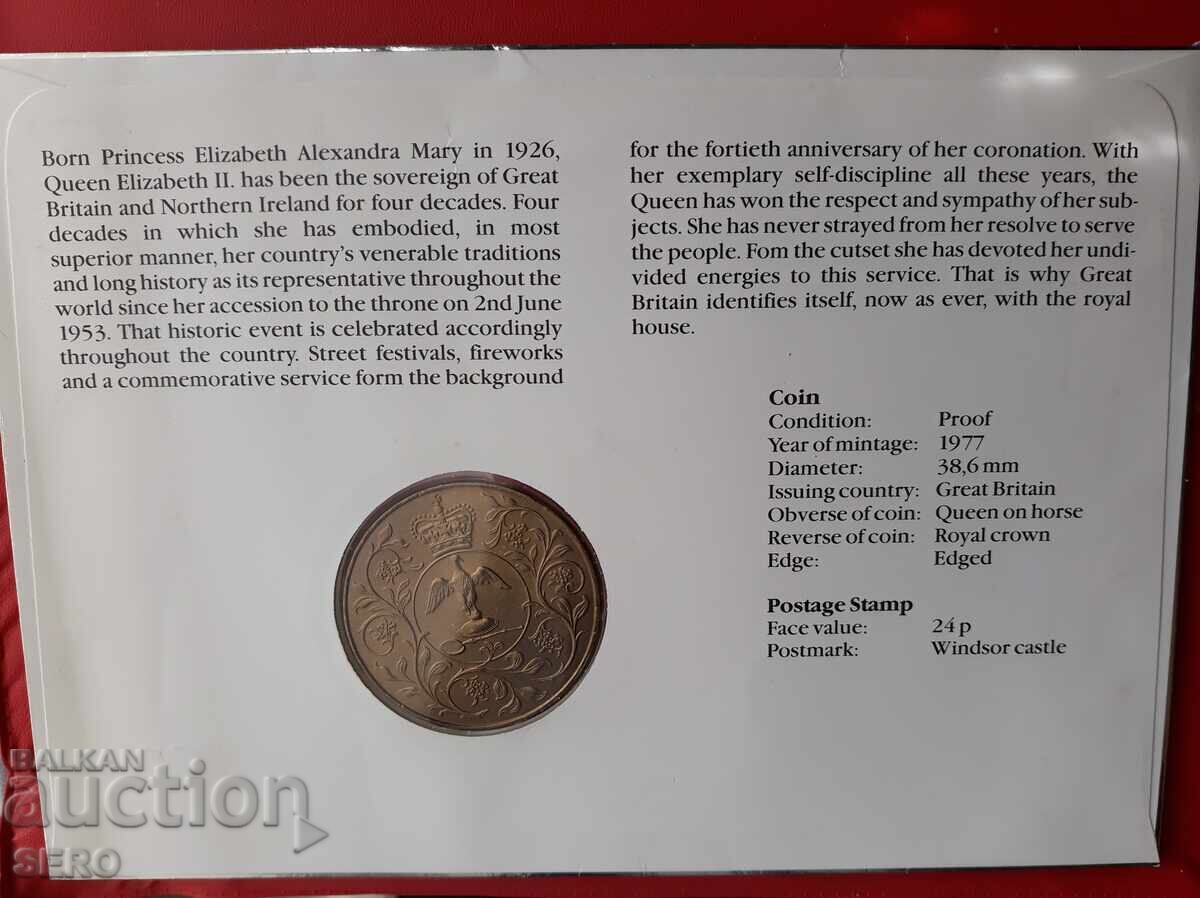 Born Princess Elizabeth Alexandra Mary in 1926,
Queen Elizabeth II. has been the sovereign of Great
Britain and Northern Ireland for four decades. Four
decades in which she has embodied, in most
superior manner, her country's venerable traditions
and long history as its representative throughout the
world since her accession to the throne on 2nd June
1953. That historic event is celebrated accordingly
throughout the country. Street festivals, fireworks
and a commemorative service form the background
for the fortieth anniversary of her coronation. With
her exemplary self-discipline all these years, the
Queen has won the respect and sympathy of her sub-
jects. She has never strayed from her resolve to serve
the people. Fom the cutset she has devoted her undi-
vided energies to this service. That is why Great
Britain identifies itself, now as ever, with the royal
house.
Coin
Condition: Proof
Year of mintage: 1977
Diameter: 38,6 mm
Issuing country: Great Britain
Obverse of coin: Queen on horse
Reverse of coin: Royal crown
Edge: Edged
Postage Stamp
Face value: 24 p
Postmark: Windsor castle
BALKAN
auction
SERO